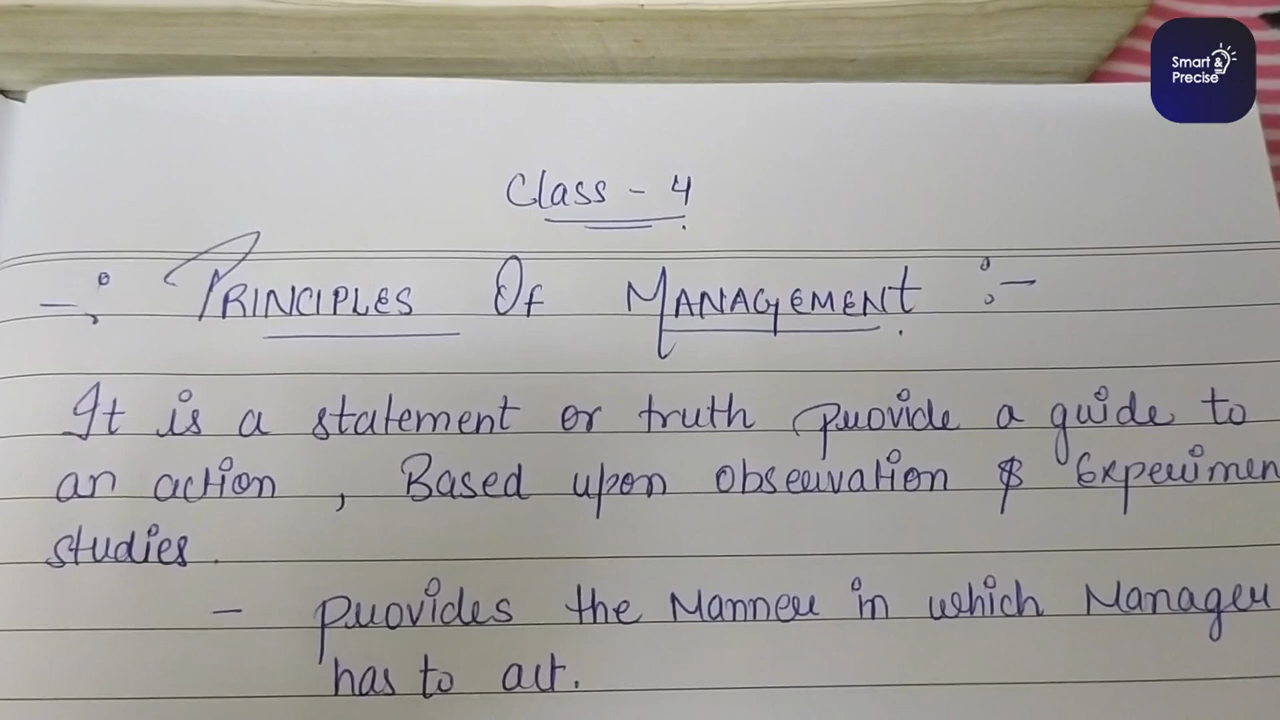 Smart &
Precise
Class - 4
-: PRINCIPLES Of MANAGEMENT :-
It is a statement or truth provide a guide to
an action , Based upon observation & Experimen
studies.
- provides the Manner in which Manager
has to act.